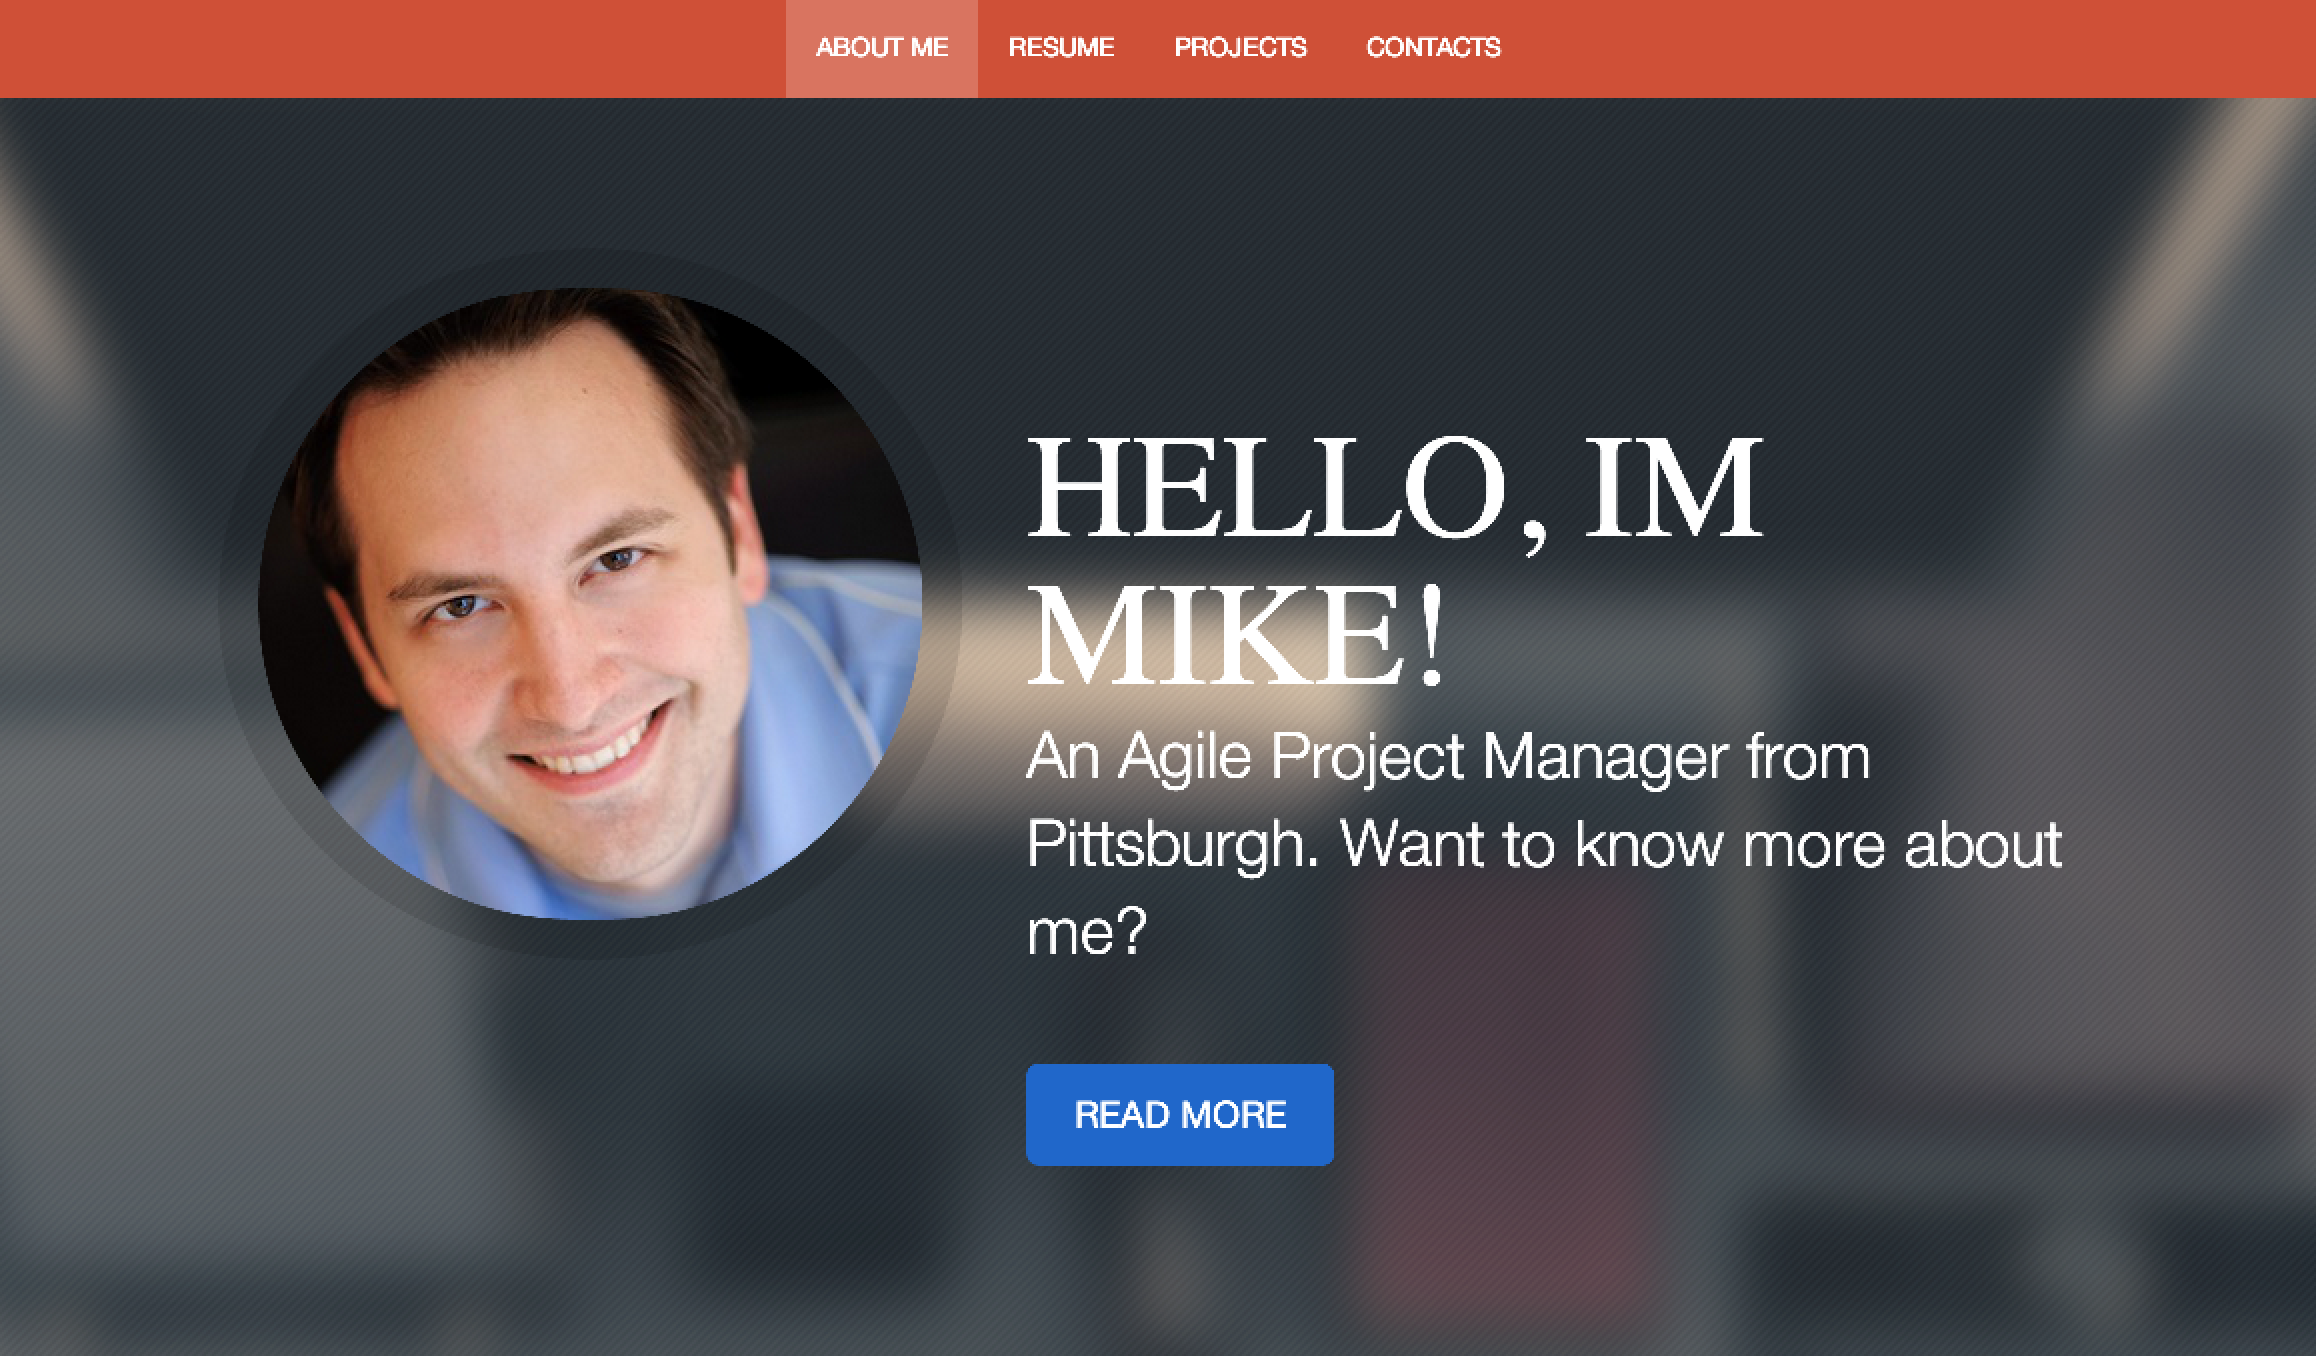 ABOUT ME RESUME PROJECTS CONTACTS
HELLO, IM
MIKE!
An Agile Project Manager from
Pittsburgh. Want to know more about
me?
READ MORE